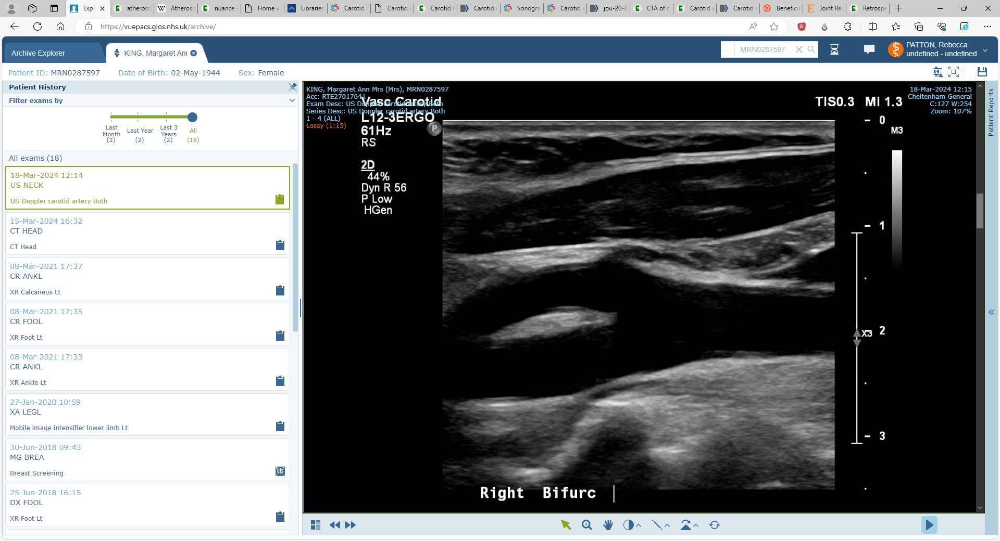 Expl
atherosc
Atherosc
nuance -
Home »
Libraries
Carotid r
Carotid r
Carotid r
Carotid r
Sonogra
Carotid a
jou-20-8
CTA of c
Carotid a
Carotid a
Beneficia
Joint Rec
Retrospe
https://vuepacs.glos.nhs.uk/archive/
Archive Explorer
KING, Margaret Ann
MRN0287597
PATTON, Rebecca
undefined - undefined
Patient ID: MRN0287597 Date of Birth: 02-May-1944 Sex: Female
Patient History
Filter exams by
Last Month (2)
Last Year (2)
Last 3 Years (2)
All (18)
All exams (18)
18-Mar-2024 12:14
US NECK
US Doppler carotid artery Both
15-Mar-2024 16:32
CT HEAD
CT Head
08-Mar-2021 17:37
CR ANKL
XR Calcaneus Lt
08-Mar-2021 17:35
CR FOOL
XR Foot Lt
08-Mar-2021 17:33
CR ANKL
XR Ankle Lt
27-Jan-2020 10:59
XA LEGL
Mobile image intensifier lower limb Lt
30-Jun-2018 09:43
MG BREA
Breast Screening
25-Jun-2018 16:15
DX FOOL
XR Foot Lt
KING, Margaret Ann Mrs (Mrs), MRN0287597
Acc: RTE27017641
Exam Desc: US Doppler carotid artery Both
Series Desc: US Doppler carotid artery Both
1 - 4 (ALL)
Lossy (1:15)
Vasc Carotid
L12-3ERGO
61Hz
RS
P
2D
44%
Dyn R 56
P Low
HGen
18-Mar-2024 12:15
Cheltenham General
C:127 W:254
Zoom: 107%
TIS0.3 MI 1.3
M3
0
1
X3
2
3
Right Bifurc
Patient Reports